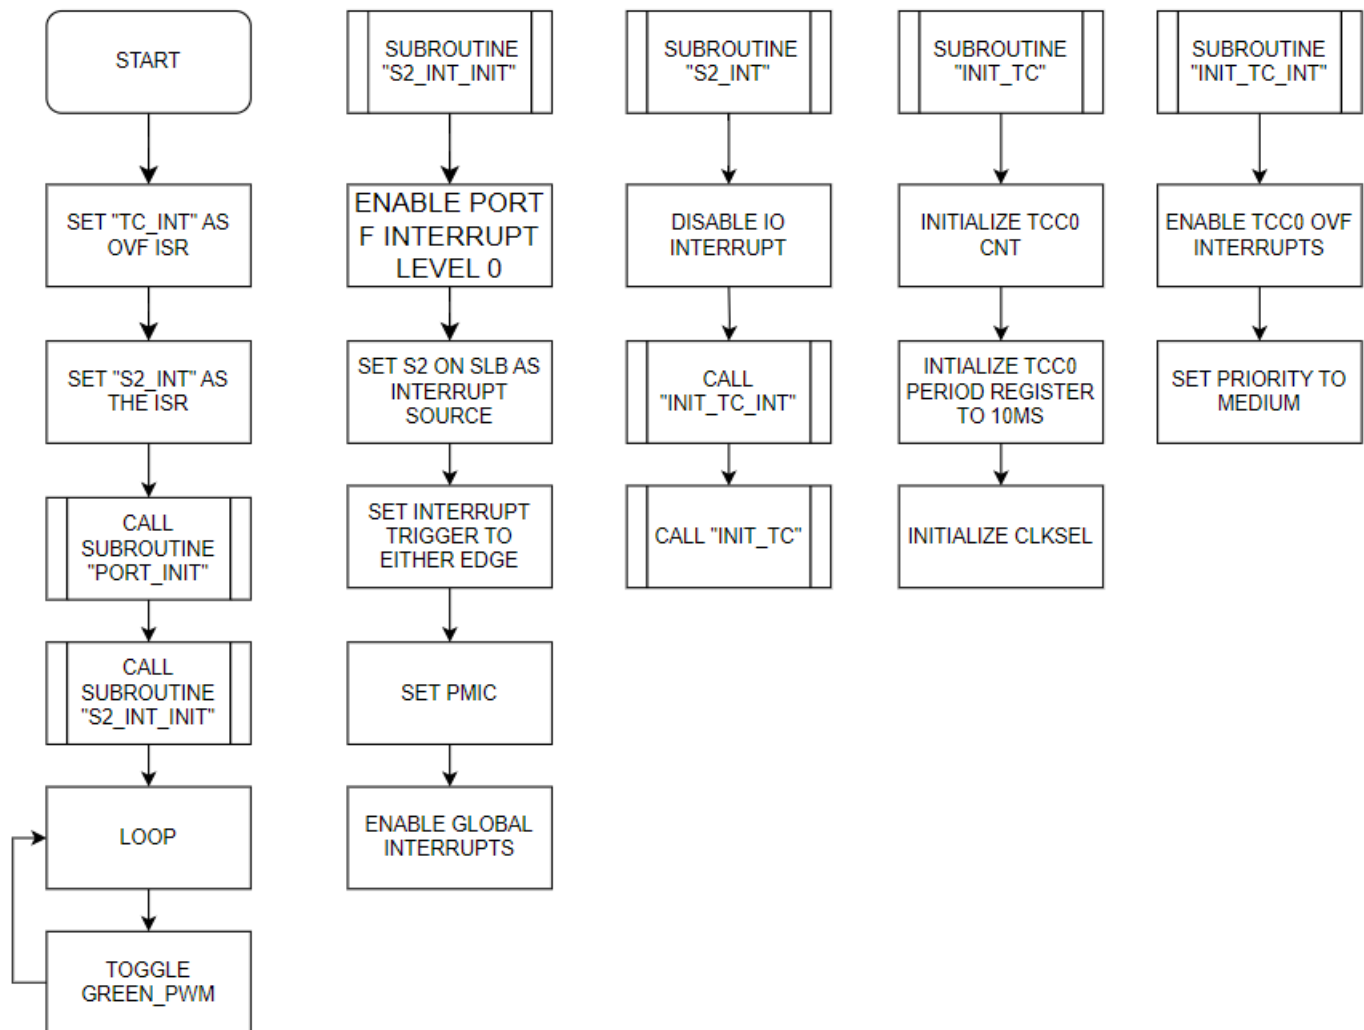 START
SET "TC_INT" AS
OVF ISR
SET "S2_INT" AS
THE ISR
CALL
SUBROUTINE
"PORT_INIT"
CALL
SUBROUTINE
"S2_INT_INIT"
LOOP
TOGGLE
GREEN_PWM
SUBROUTINE
"S2_INT_INIT"
ENABLE PORT
F INTERRUPT
LEVEL 0
SET S2 ON SLB AS
INTERRUPT
SOURCE
SET INTERRUPT
TRIGGER TO
EITHER EDGE
SET PMIC
ENABLE GLOBAL
INTERRUPTS
SUBROUTINE
"S2_INT"
DISABLE IO
INTERRUPT
CALL
"INIT_TC_INT"
CALL "INIT_TC"
SUBROUTINE
"INIT_TC"
INITIALIZE TCC0
CNT
INTIALIZE TCC0
PERIOD REGISTER
TO 10MS
INITIALIZE CLKSEL
SUBROUTINE
"INIT_TC_INT"
ENABLE TCC0 OVF
INTERRUPTS
SET PRIORITY TO
MEDIUM